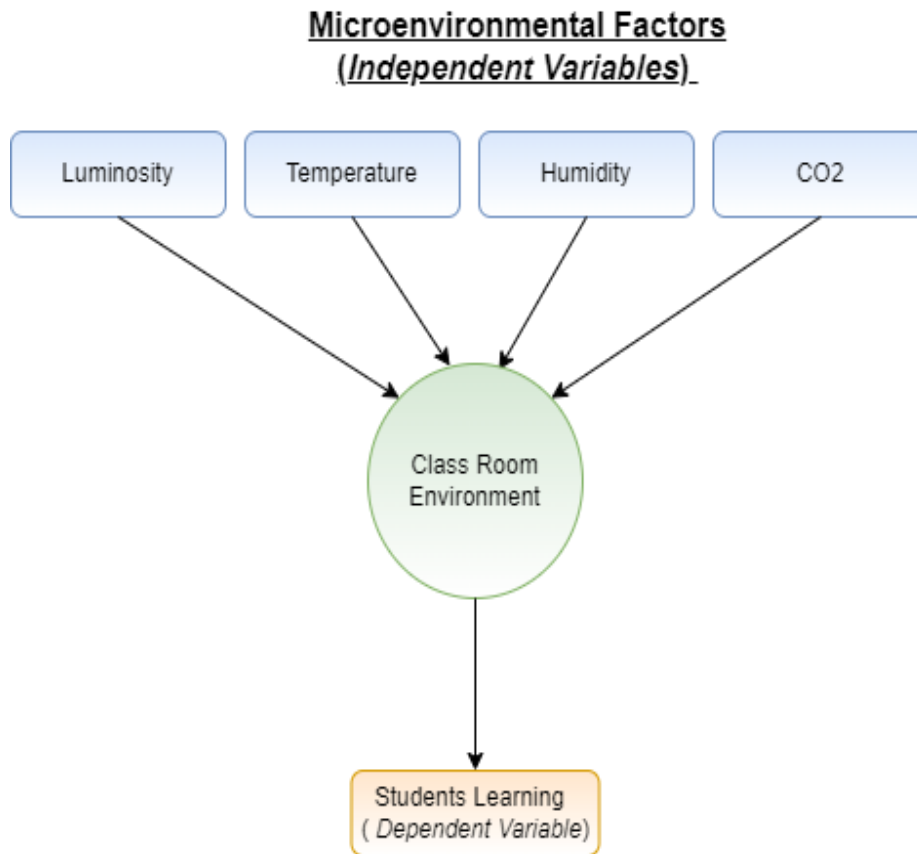 Microenvironmental Factors
(Independent Variables)
Luminosity
Temperature
Humidity
CO2
Class Room
Environment
Students Learning
( Dependent Variable)